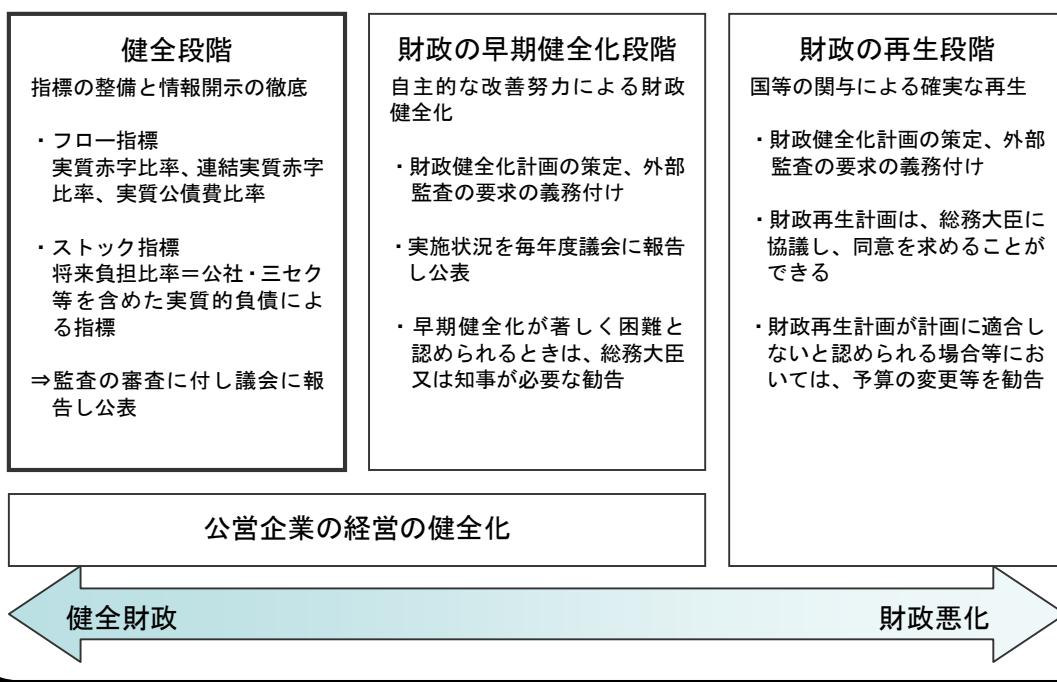 健全段階
指標の整備と情報開示の徹底
・フロー指標
実質赤字比率、連結実質赤字
比率、実質公債費比率
・ストック指標
将来負担比率＝公社・三セク
等を含めた実質的負債によ
る指標
⇒監査の審査に付し議会に報
告し公表
財政の早期健全化段階
自主的な改善努力による財政
健全化
・財政健全化計画の策定、外部
監査の要求の義務付け
・実施状況を毎年度議会に報告
し公表
・早期健全化が著しく困難と
認められるときは、総務大臣
又は知事が必要な勧告
財政の再生段階
国等の関与による確実な再生
・財政健全化計画の策定、外部
監査の要求の義務付け
・財政再生計画は、総務大臣に
協議し、同意を求めることが
できる
・財政再生計画が計画に適合し
ないと認められる場合等にお
いては、予算の変更等を勧告
公営企業の経営の健全化
健全財政
財政悪化